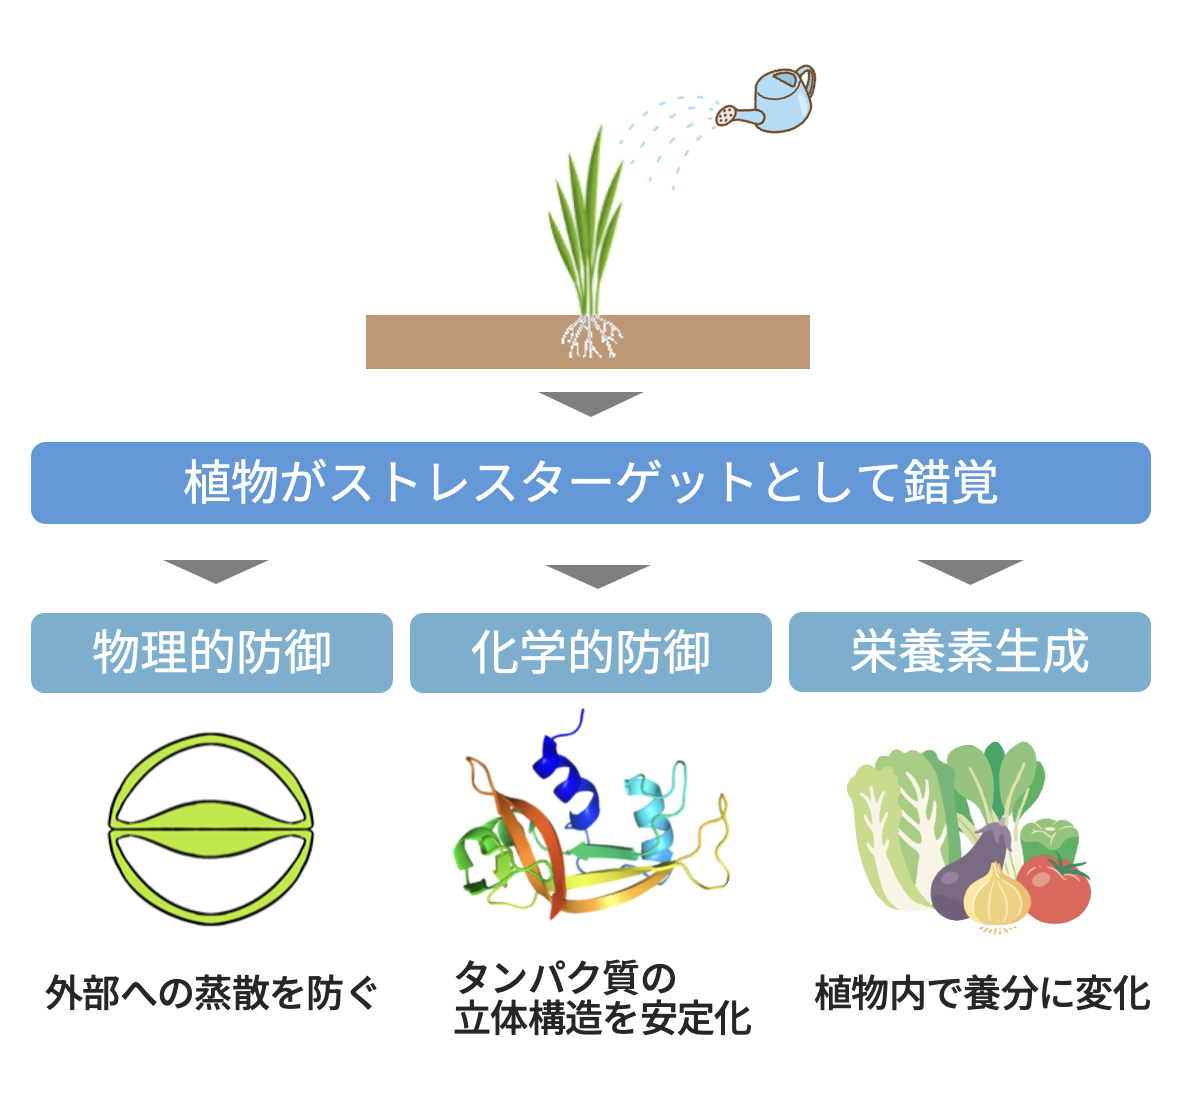 植物がストレスターゲットとして錯覚
物理的防御
化学的防御
栄養素生成
外部への蒸散を防ぐ
タンパク質の
立体構造を安定化
植物内で養分に変化